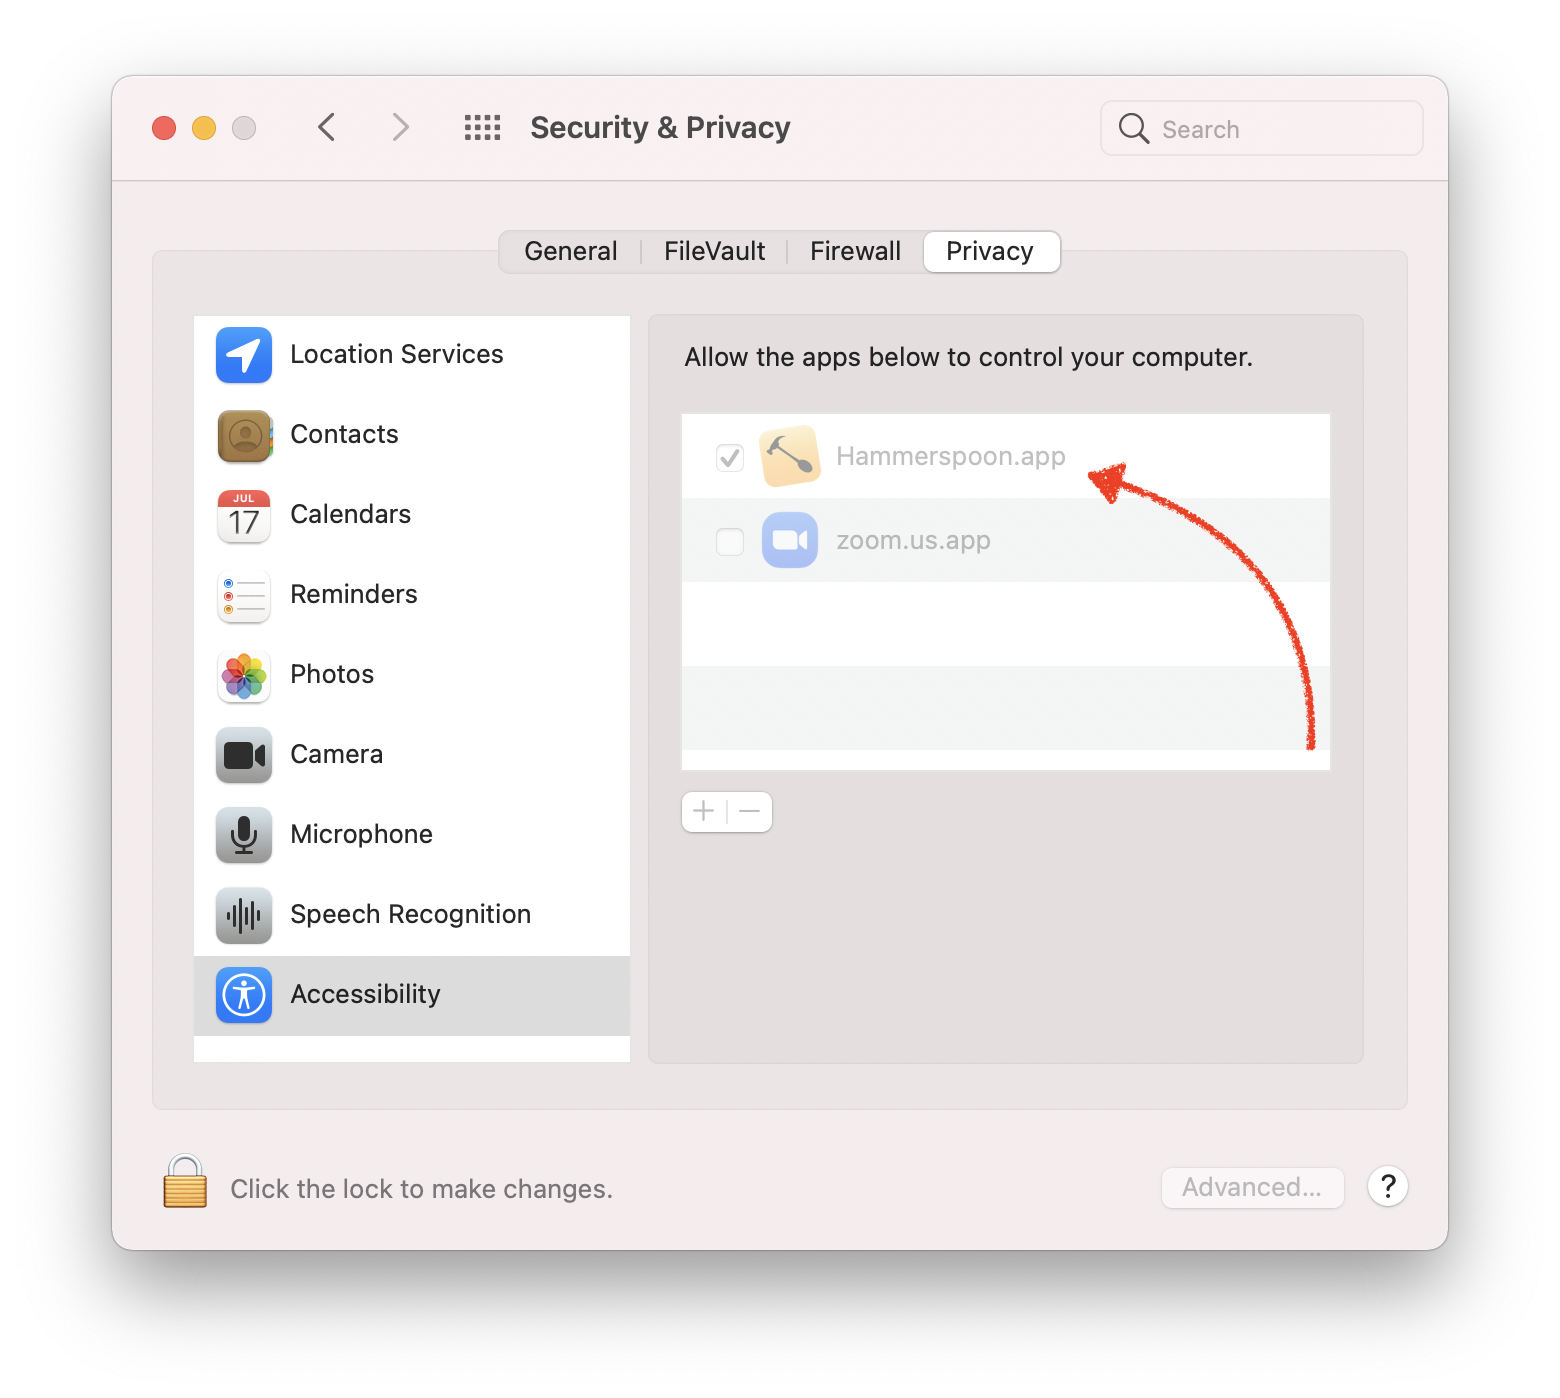 Security & Privacy
Search
General
FileVault
Firewall
Privacy
Location Services
Contacts
JUL
17
Calendars
Reminders
Photos
Camera
Microphone
Speech Recognition
Accessibility
Allow the apps below to control your computer.
Hammerspoon.app
zoom.us.app
Click the lock to make changes.
Advanced...
?